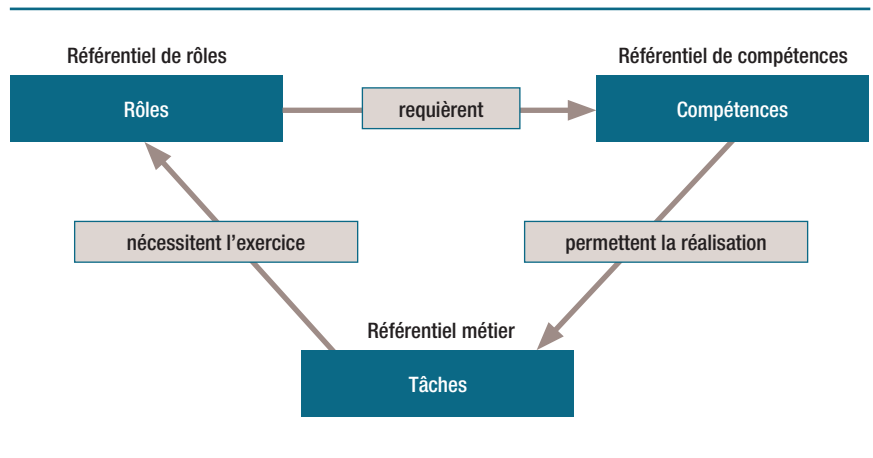 Référentiel de rôles
Référentiel de compétences
Rôles
requièrent
Compétences
nécessitent l'exercice
permettent la réalisation
Référentiel métier
Tâches